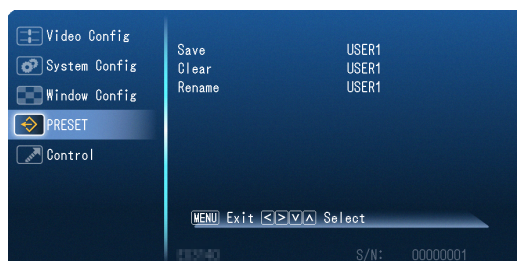 Video Config
System Config
Window Config
PRESET
Control
Save USER1
Clear USER1
Rename USER1
MENU Exit <>∨∧ Select
S/N: 00000001